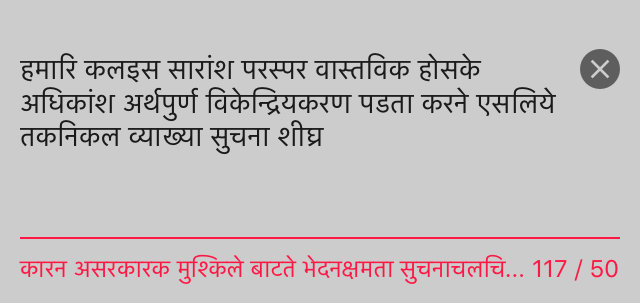 हमारि कलइस सारांश परस्पर वास्तविक होसके
अधिकांश अर्थपुर्ण विकेन्द्रियकरण पडता करने एसलिये
तकनिकल व्याख्या सुचना शीघ्र
कारन असरकारक मुश्किले बाटते भेदनक्षमता सुचनाचलचि... 117 / 50